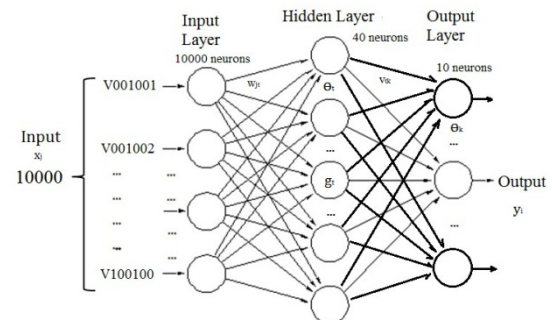 Input
Layer
10000 neurons
Hidden Layer
40 neurons
Output
Layer
10 neurons
V001001
wjt
ϴt
vtk
ϴk
Input
xj
10000
V001002
...
...
...
...
gt
...
Output
yi
...
...
...
...
...
...
V100100